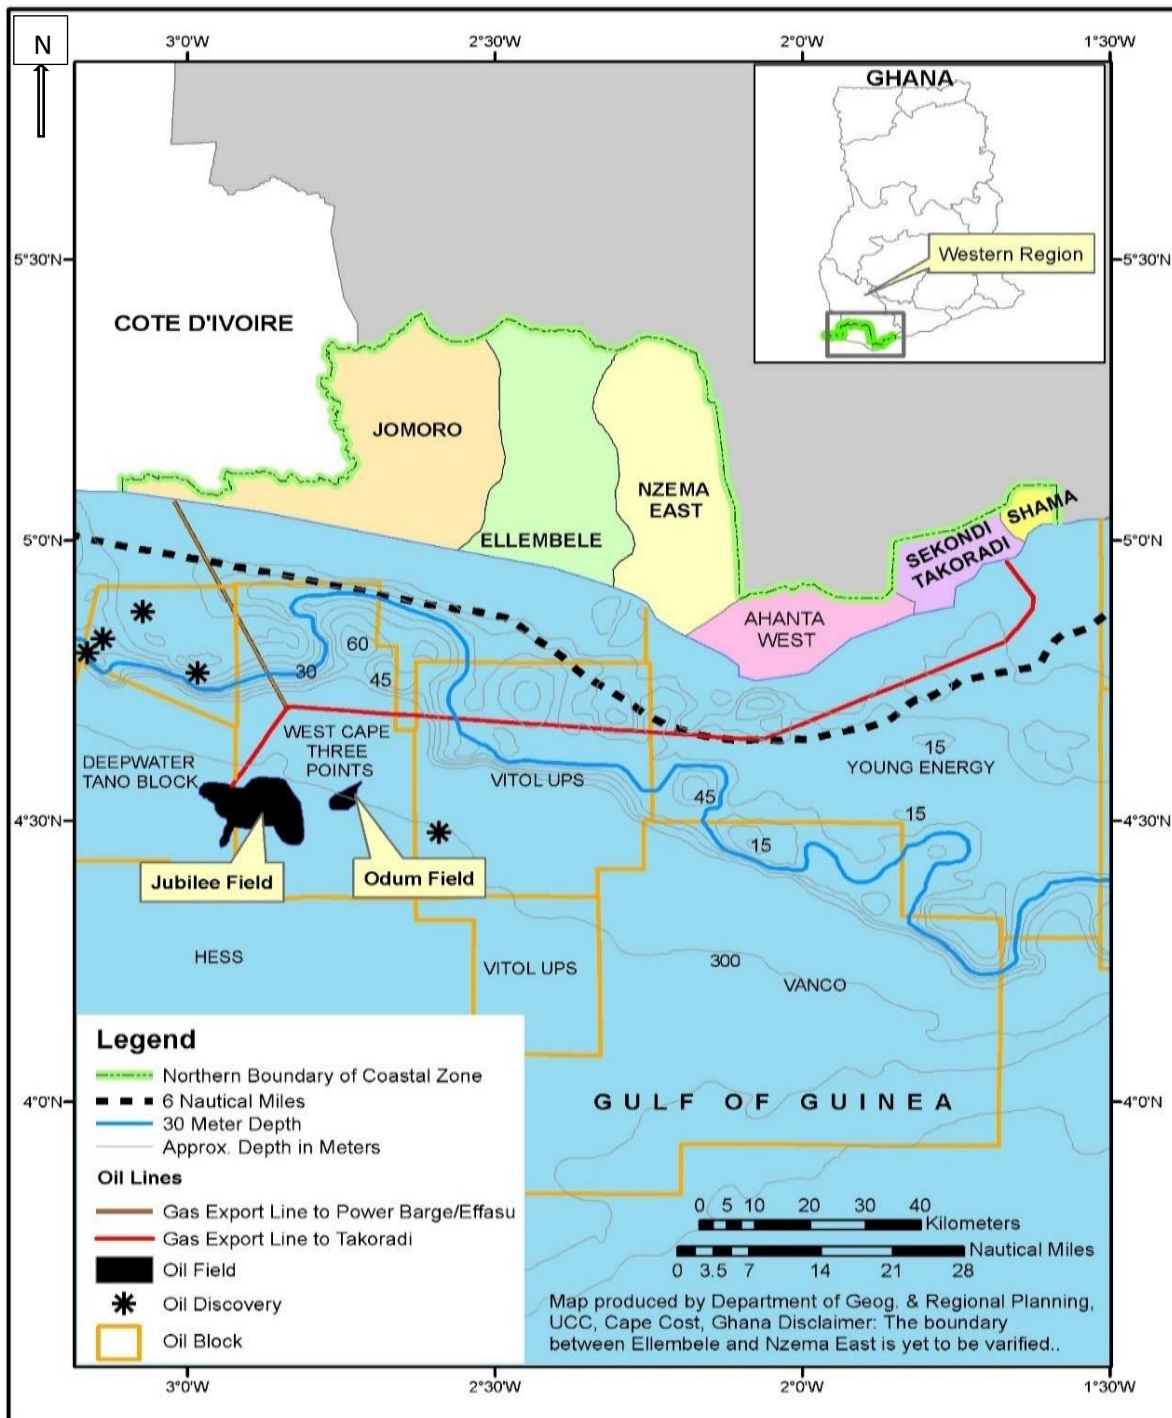 N
3°0'W
2°30'W
2°0'W
1°30'W
GHANA
Western Region
5°30'N
5°30'N
COTE D'IVOIRE
JOMORO
NZEMA
EAST
ELLEMBELE
SHAMA
SEKONDI
TAKORADI
5°0'N
5°0'N
AHANTA
WEST
60
30
45
WEST CAPE
THREE
POINTS
DEEPWATER
TANO BLOCK
VITOL UPS
15
YOUNG ENERGY
45
15
15
4°30'N
4°30'N
Jubilee Field
Odum Field
HESS
VITOL UPS
300
VANCO
Legend
Northern Boundary of Coastal Zone
6 Nautical Miles
30 Meter Depth
Approx. Depth in Meters
Oil Lines
Gas Export Line to Power Barge/Effasu
Gas Export Line to Takoradi
Oil Field
Oil Discovery
Oil Block
4°0'N
4°0'N
GULF OF GUINEA
0 5 10 20 30 40
Kilometers
Nautical Miles
0 3.5 7 14 21 28
Map produced by Department of Geog. & Regional Planning,
UCC, Cape Cost, Ghana Disclaimer: The boundary
between Ellembele and Nzema East is yet to be varified..
3°0'W
2°30'W
2°0'W
1°30'W